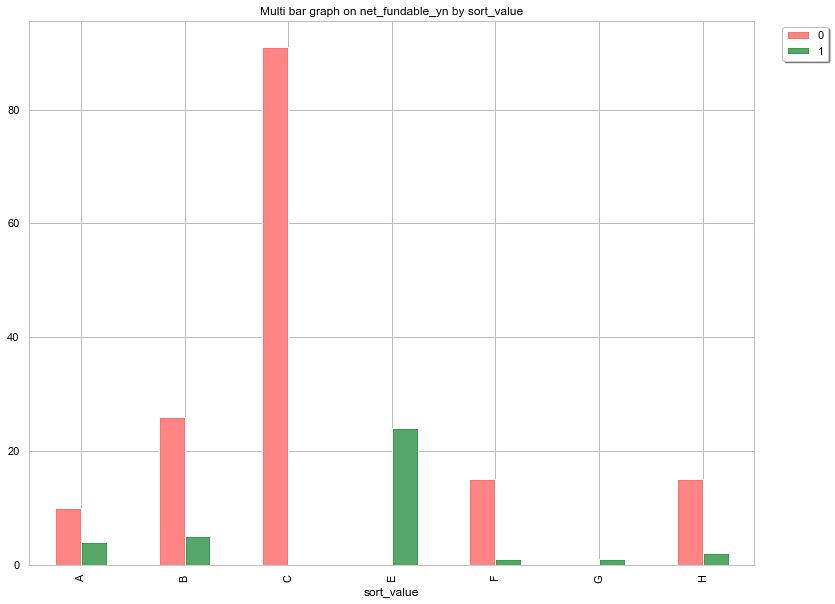 Multi bar graph on net_fundable_yn by sort_value
0
1
80
60
40
20
0
A
B
C
E
F
G
H
sort_value